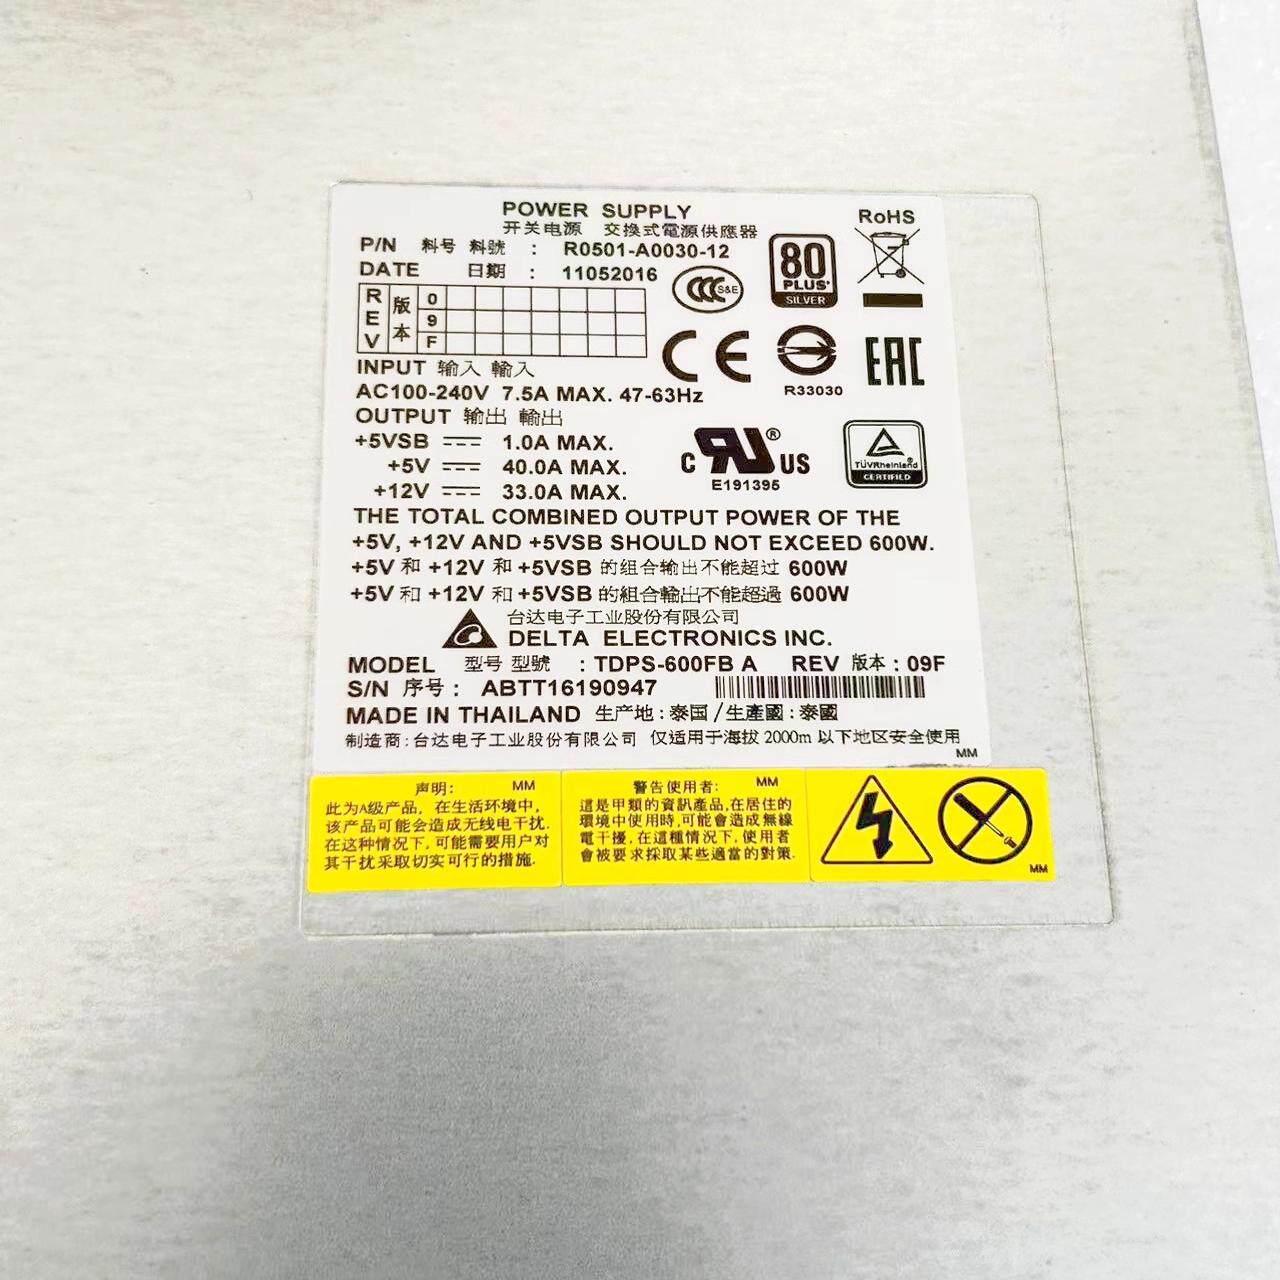 POWER SUPPLY
开关电源 交換式電源供應器
RoHS
P/N 料号 料號 : R0501-A0030-12
DATE 日期 : 11052016
S&E
80
PLUS
SILVER
REV 版本 0 9 F
CE
R33030
EAC
INPUT 输入 輸入
AC100-240V 7.5A MAX. 47-63Hz
OUTPUT 输出 輸出
+5VSB 1.0A MAX.
+5V 40.0A MAX.
+12V 33.0A MAX.
C RU ® US
E191395
TÜVRheinland®
CERTIFIED
THE TOTAL COMBINED OUTPUT POWER OF THE
+5V, +12V AND +5VSB SHOULD NOT EXCEED 600W.
+5V 和 +12V 和 +5VSB 的组合输出不能超过 600W
+5V 和 +12V 和 +5VSB 的組合輸出不能超過 600W
台达电子工业股份有限公司
DELTA ELECTRONICS INC.
MODEL 型号 型號 : TDPS-600FB A REV 版本 : 09F
S/N 序号 : ABTT16190947
MADE IN THAILAND 生产地 : 泰国 / 生產國 : 泰國
制造商 : 台达电子工业股份有限公司 仅适用于海拔 2000m 以下地区安全使用
MM
声明: MM
此为A级产品, 在生活环境中,
该产品可能会造成无线电干扰.
在这种情况下, 可能需要用户对
其干扰采取切实可行的措施.
警告使用者: MM
這是甲類的資訊產品,在居住的
環境中使用時,可能會造成無線
電干擾, 在這種情況下, 使用者
會被要求採取某些適當的對策.
MM